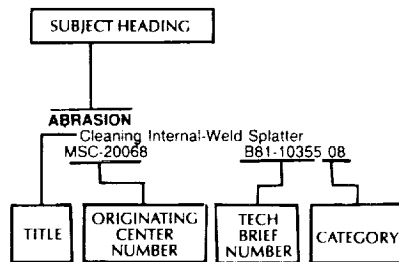 SUBJECT HEADING
ABRASION
Cleaning Internal-Weld Splatter
MSC-20068 B81-10355 08
TITLE
ORIGINATING CENTER NUMBER
TECH BRIEF NUMBER
CATEGORY